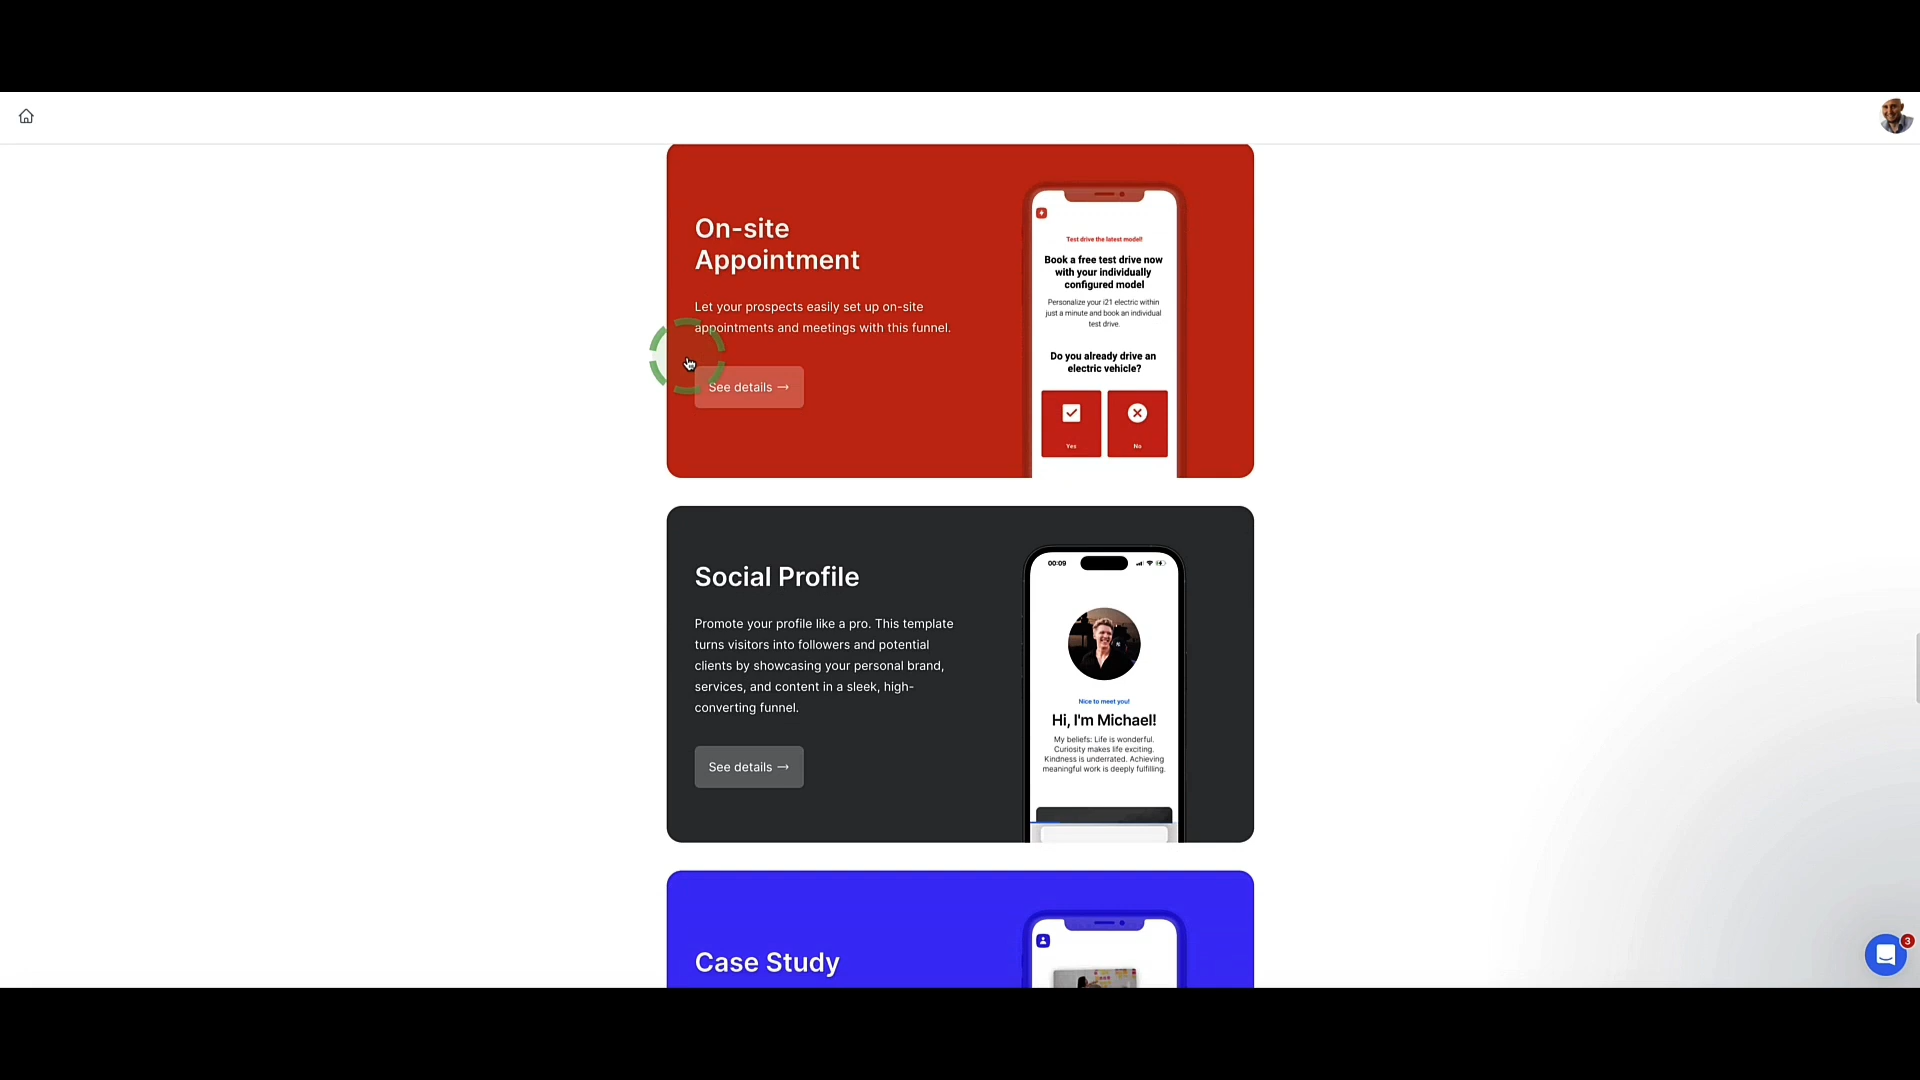 On-site
Appointment
Let your prospects easily set up on-site
appointments and meetings with this funnel.
See details →
Test drive the latest model!
Book a free test drive now
with your individually
configured model
Personalize your i21 electric within
just a minute and book an individual
test drive.
Do you already drive an
electric vehicle?
Yes
No
Social Profile
Promote your profile like a pro. This template
turns visitors into followers and potential
clients by showcasing your personal brand,
services, and content in a sleek, high-
converting funnel.
See details →
00:09
Nice to meet you!
Hi, I'm Michael!
My beliefs: Life is wonderful.
Curiosity makes life exciting.
Kindness is underrated. Achieving
meaningful work is deeply fulfilling.
Case Study
3